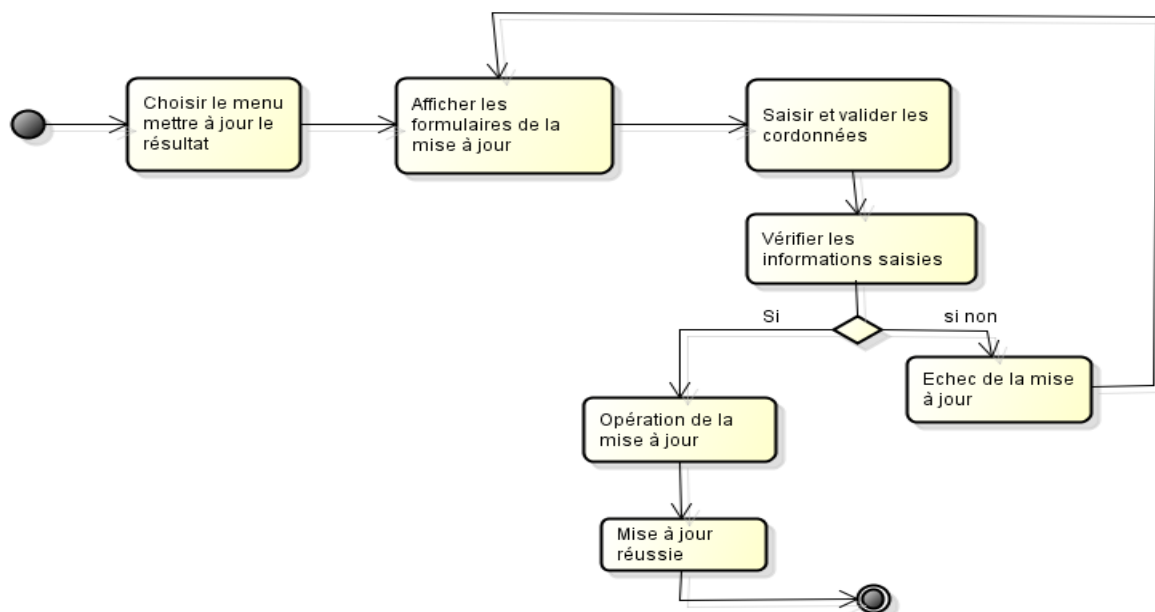 Choisir le menu
mettre à jour le
résultat
Afficher les
formulaires de la
mise à jour
Saisir et valider les
cordonnées
Vérifier les
informations saisies
Si
si non
Echec de la mise
à jour
Opération de la
mise à jour
Mise à jour
réussie